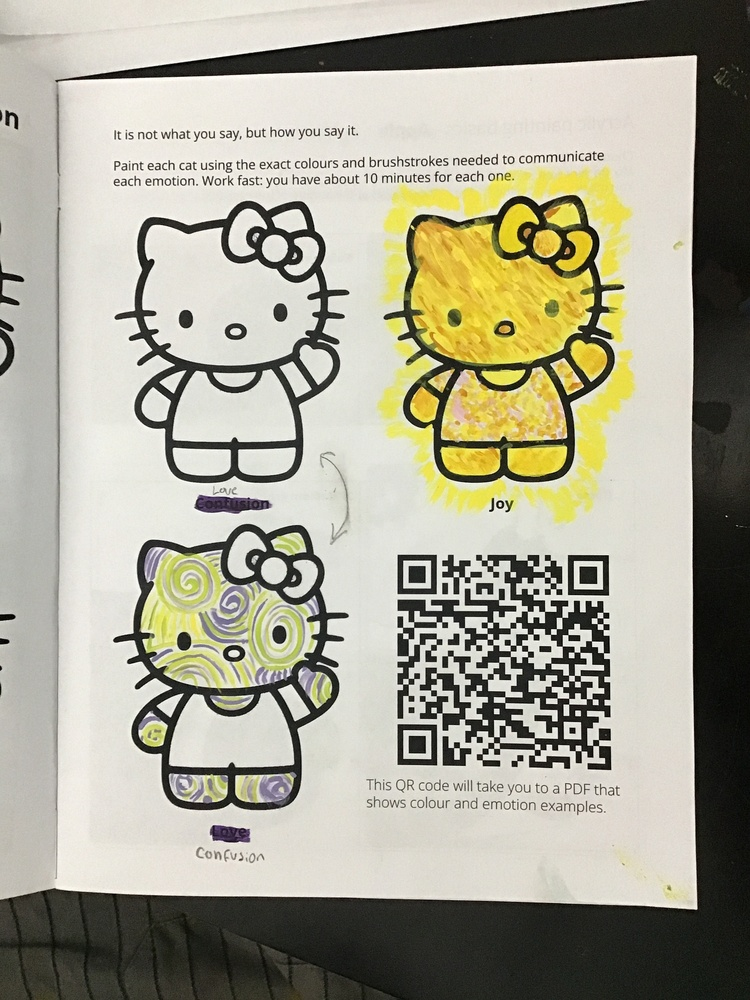 on
It is not what you say, but how you say it.
Paint each cat using the exact colours and brushstrokes needed to communicate
each emotion. Work fast: you have about 10 minutes for each one.
Love
Confusion
Joy
Love
Confusion
This QR code will take you to a PDF that
shows colour and emotion examples.